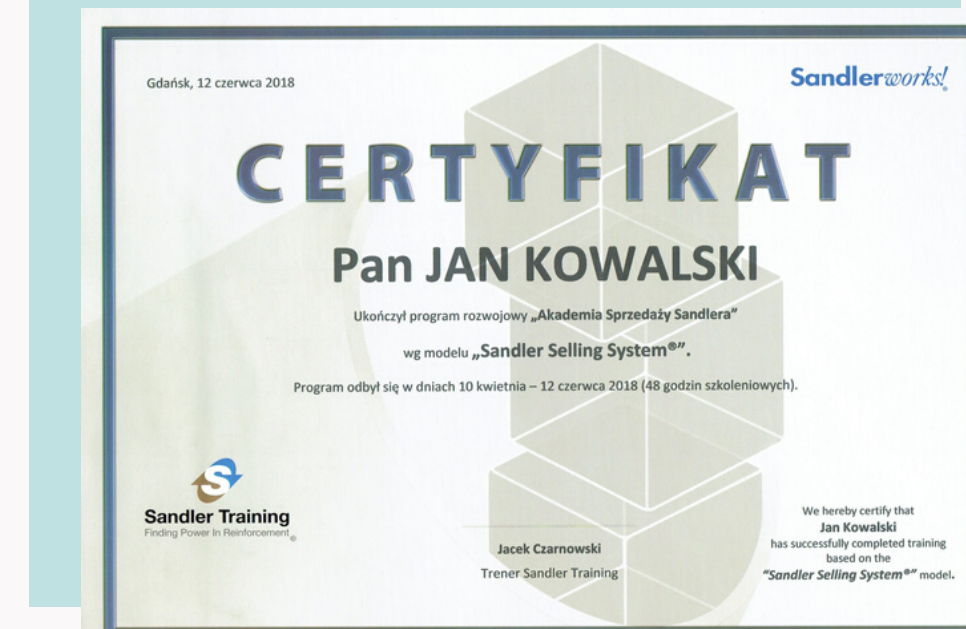 Gdańsk, 12 czerwca 2018
Sandlerworks!®
CERTYFIKAT
Pan JAN KOWALSKI
Ukończył program rozwojowy „Akademia Sprzedaży Sandlera”
wg modelu „Sandler Selling System®”.
Program odbył się w dniach 10 kwietnia – 12 czerwca 2018 (48 godzin szkoleniowych).
S
Sandler Training
Finding Power In Reinforcement®
Jacek Czarnowski
Trener Sandler Training
We hereby certify that
Jan Kowalski
has successfully completed training
based on the
“Sandler Selling System®” model.